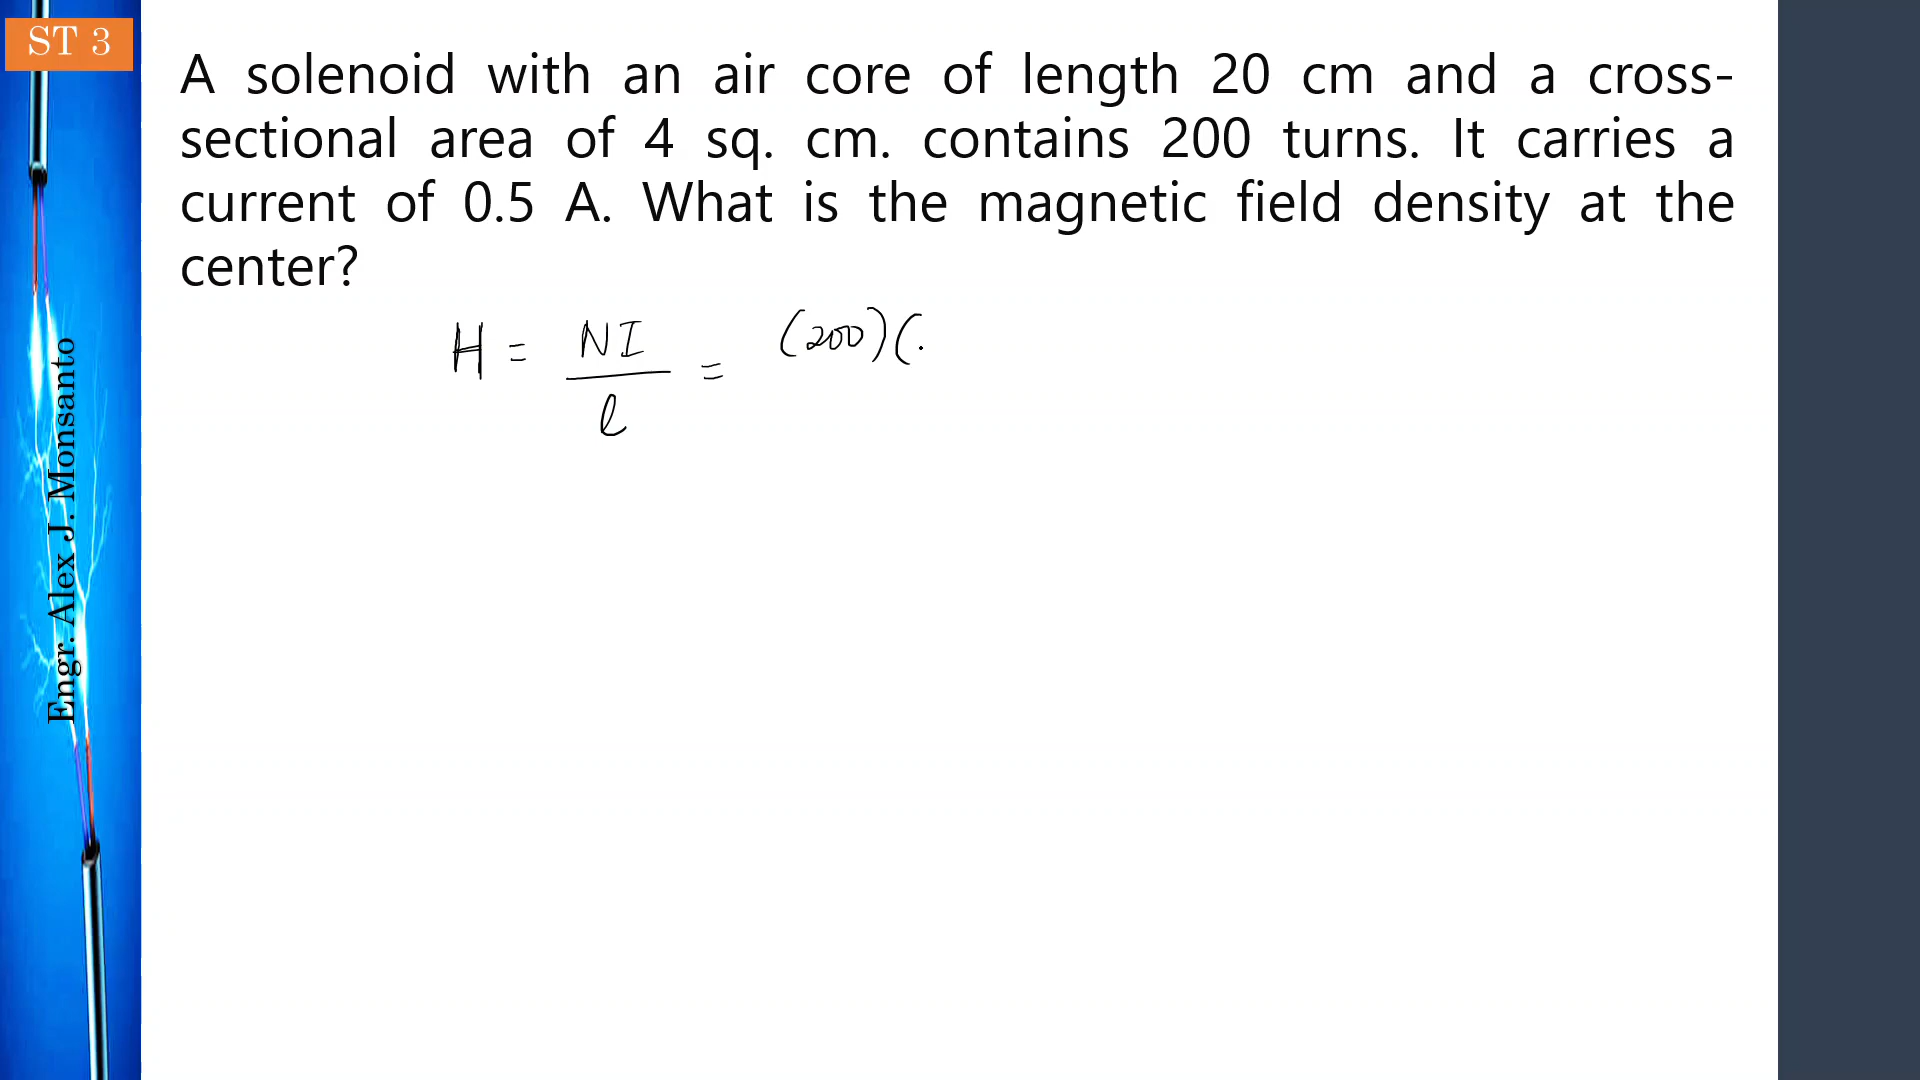 ST 3
A solenoid with an air core of length 20 cm and a cross-
sectional area of 4 sq. cm. contains 200 turns. It carries a
current of 0.5 A. What is the magnetic field density at the
center?
H = NI / l = (200)(.
Engr. Alex J. Monsanto